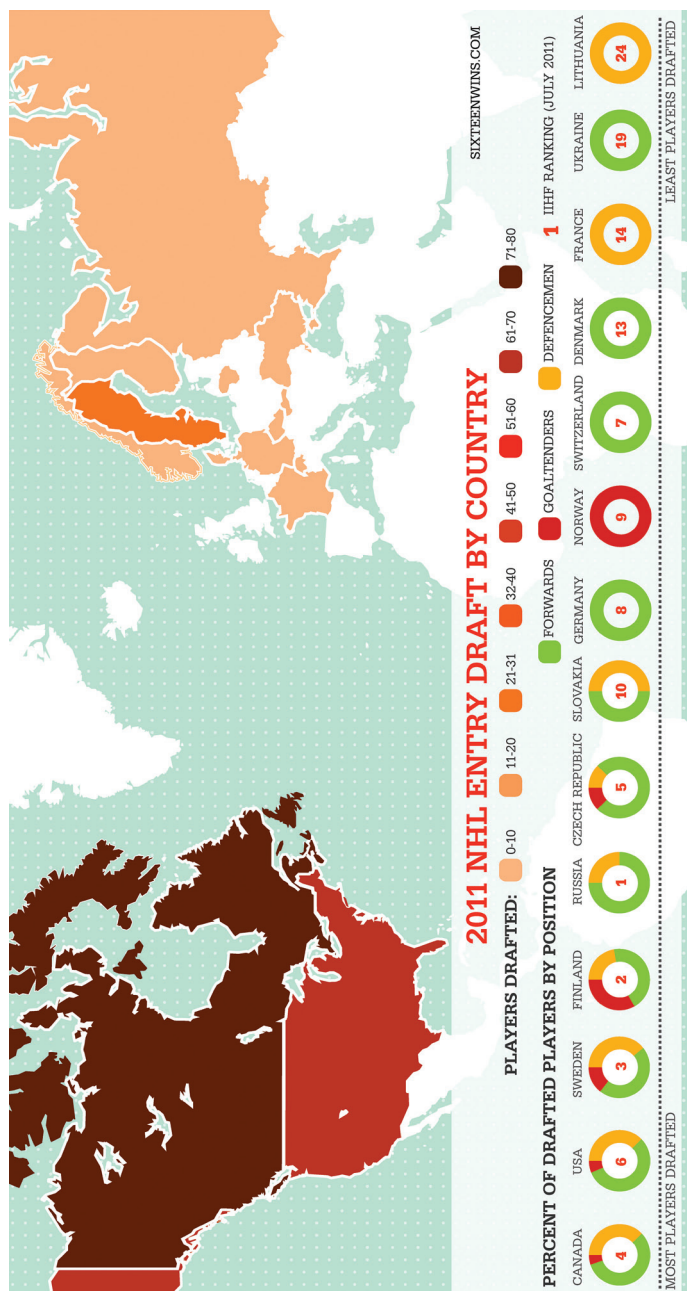 SIXTEENWINS.COM
2011 NHL ENTRY DRAFT BY COUNTRY
PLAYERS DRAFTED: 0-10 11-20 21-31 32-40 41-50 51-60 61-70 71-80
PERCENT OF DRAFTED PLAYERS BY POSITION FORWARDS GOALTENDERS DEFENCEMEN 1 IIHF RANKING (JULY 2011)
CANADA USA SWEDEN FINLAND RUSSIA CZECH REPUBLIC SLOVAKIA GERMANY NORWAY SWITZERLAND DENMARK FRANCE UKRAINE LITHUANIA
4 6 3 2 1 5 10 8 9 7 13 14 19 24
MOST PLAYERS DRAFTED LEAST PLAYERS DRAFTED